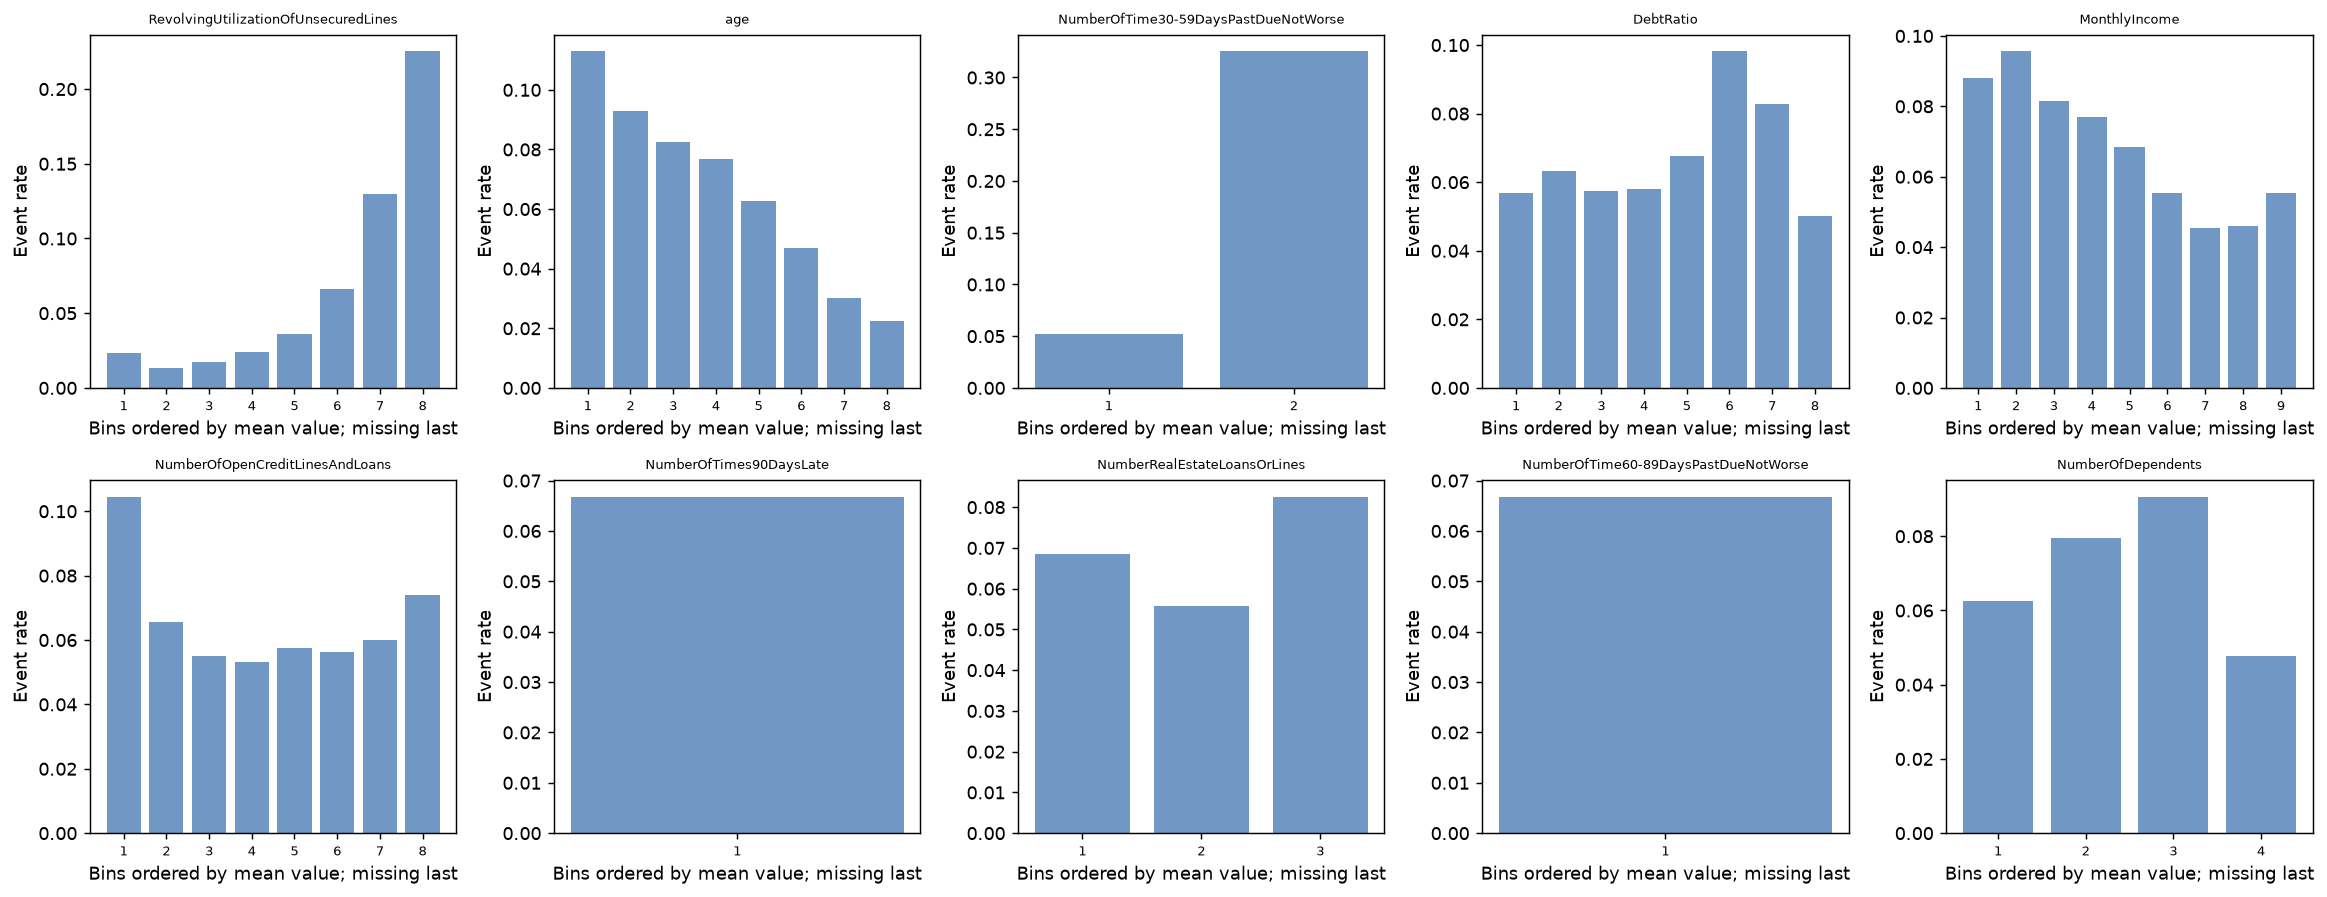 RevolvingUtilizationOfUnsecuredLines
Event rate
0.20
0.15
0.10
0.05
0.00
1 2 3 4 5 6 7 8
Bins ordered by mean value; missing last
age
Event rate
0.10
0.08
0.06
0.04
0.02
0.00
1 2 3 4 5 6 7 8
Bins ordered by mean value; missing last
NumberOfTime30-59DaysPastDueNotWorse
Event rate
0.30
0.25
0.20
0.15
0.10
0.05
0.00
1 2
Bins ordered by mean value; missing last
DebtRatio
Event rate
0.10
0.08
0.06
0.04
0.02
0.00
1 2 3 4 5 6 7 8
Bins ordered by mean value; missing last
MonthlyIncome
Event rate
0.10
0.08
0.06
0.04
0.02
0.00
1 2 3 4 5 6 7 8 9
Bins ordered by mean value; missing last
NumberOfOpenCreditLinesAndLoans
Event rate
0.10
0.08
0.06
0.04
0.02
0.00
1 2 3 4 5 6 7 8
Bins ordered by mean value; missing last
NumberOfTimes90DaysLate
Event rate
0.07
0.06
0.05
0.04
0.03
0.02
0.01
0.00
1
Bins ordered by mean value; missing last
NumberRealEstateLoansOrLines
Event rate
0.08
0.07
0.06
0.05
0.04
0.03
0.02
0.01
0.00
1 2 3
Bins ordered by mean value; missing last
NumberOfTime60-89DaysPastDueNotWorse
Event rate
0.07
0.06
0.05
0.04
0.03
0.02
0.01
0.00
1
Bins ordered by mean value; missing last
NumberOfDependents
Event rate
0.08
0.06
0.04
0.02
0.00
1 2 3 4
Bins ordered by mean value; missing last